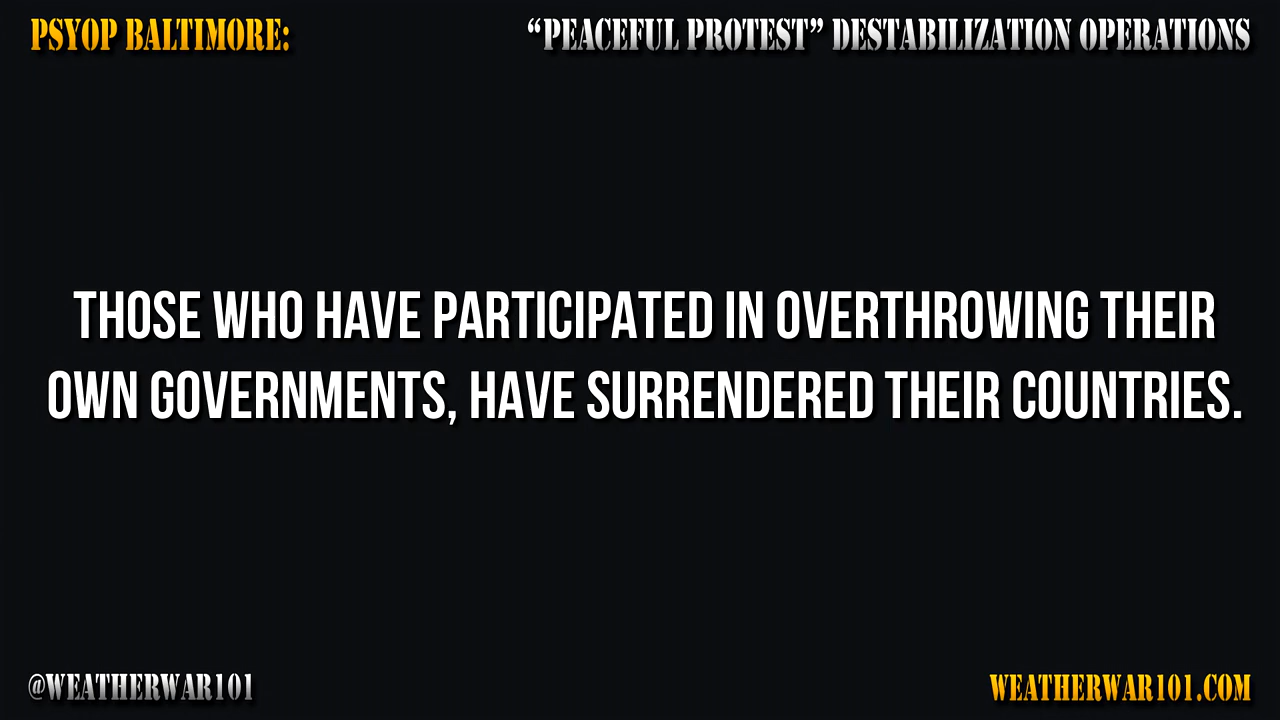 PSYOP BALTIMORE:
“PEACEFUL PROTEST” DESTABILIZATION OPERATIONS
THOSE WHO HAVE PARTICIPATED IN OVERTHROWING THEIR
OWN GOVERNMENTS, HAVE SURRENDERED THEIR COUNTRIES.
@WEATHERWAR101
WEATHERWAR101.COM